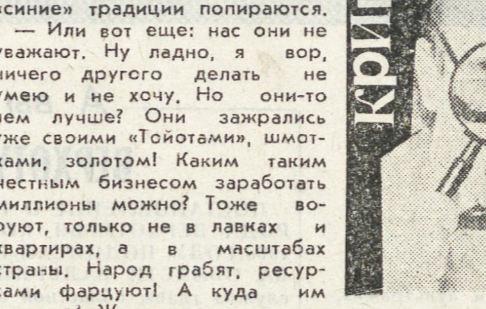 «синие» традиции попираются.
— Или вот еще: нас они не
уважают. Ну ладно, я вор,
ничего другого делать не
умею и не хочу. Но они-то
чем лучше? Они зажрались
уже своими «Тойотами», шмот-
ками, золотом! Каким таким
честным бизнесом заработать
миллионы можно? Тоже во-
руют, только не в лавках и
квартирах, а в масштабах
страны. Народ грабят, ресур-
сами фарцуют! А куда им
кри